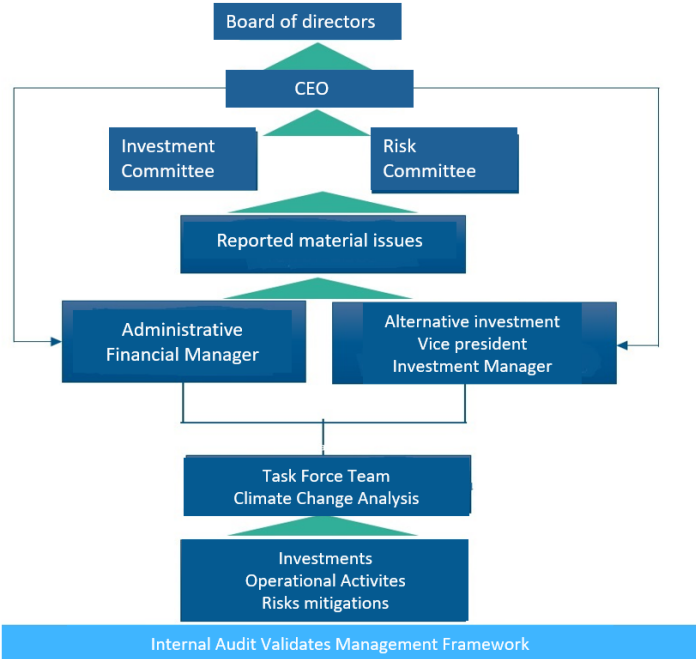 Board of directors
CEO
Investment
Committee
Risk
Committee
Reported material issues
Administrative
Financial Manager
Alternative investment
Vice president
Investment Manager
Task Force Team
Climate Change Analysis
Investments
Operational Activites
Risks mitigations
Internal Audit Validates Management Framework